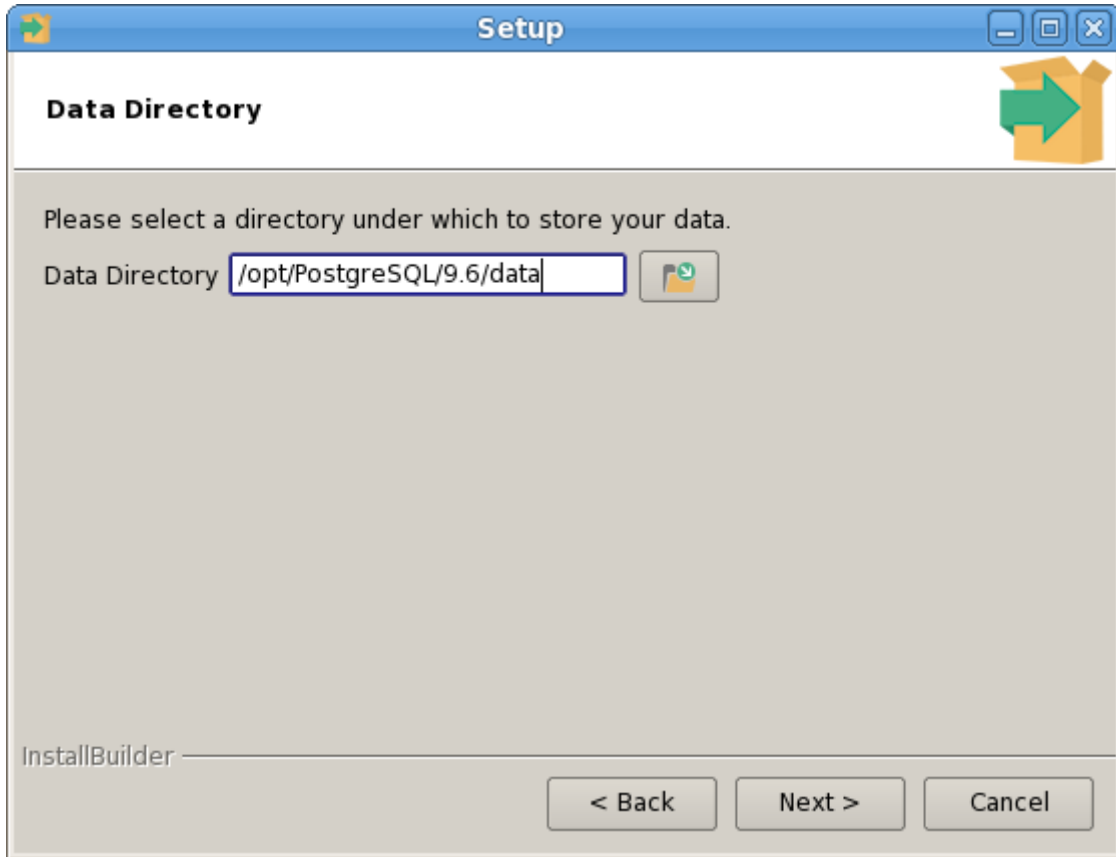 Setup
Data Directory
Please select a directory under which to store your data.
Data Directory /opt/PostgreSQL/9.6/data
InstallBuilder
< Back Next > Cancel